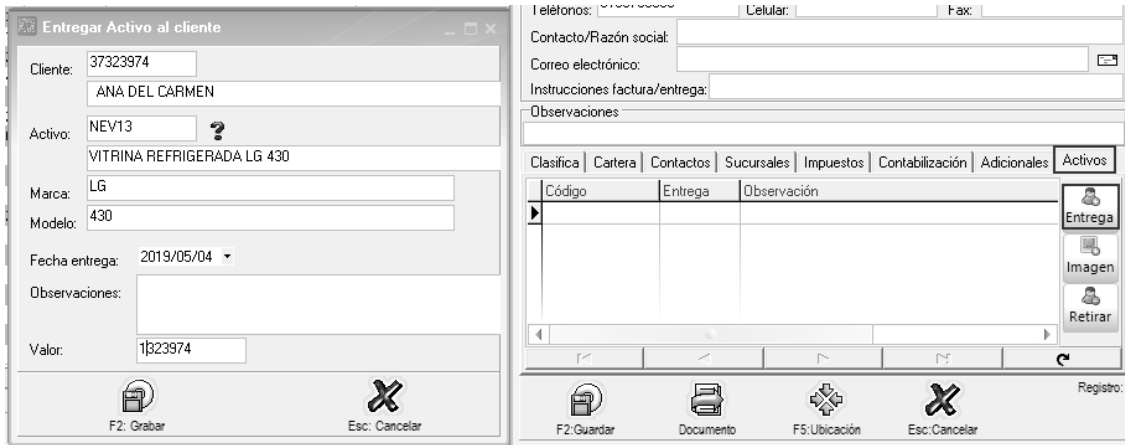 Entregar Activo al cliente
Cliente: 37323974
ANA DEL CARMEN
Activo: NEV13
VITRINA REFRIGERADA LG 430
Marca: LG
Modelo: 430
Fecha entrega: 2019/05/04
Observaciones:
Valor: 1323974
F2: Grabar Esc: Cancelar
Teléfonos: Celular: Fax:
Contacto/Razón social:
Correo electrónico:
Instrucciones factura/entrega:
Observaciones
Clasifica Cartera Contactos Sucursales Impuestos Contabilización Adicionales Activos
Código Entrega Observación
Entrega
Imagen
Retirar
Registro:
F2:Guardar Documento F5:Ubicación Esc:Cancelar